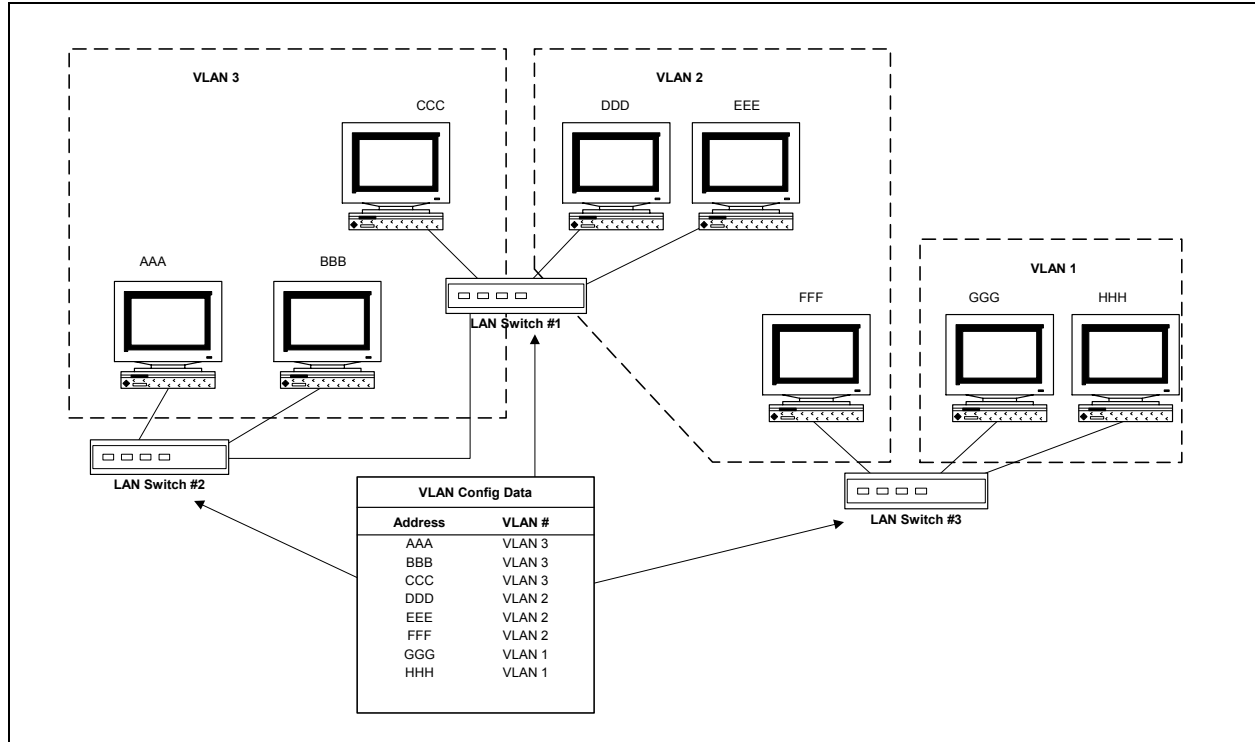 VLAN 3
VLAN 2
CCC
DDD
EEE
AAA
BBB
VLAN 1
FFF
GGG
HHH
LAN Switch #1
LAN Switch #2
LAN Switch #3
VLAN Config Data
Address VLAN #
AAA VLAN 3
BBB VLAN 3
CCC VLAN 3
DDD VLAN 2
EEE VLAN 2
FFF VLAN 2
GGG VLAN 1
HHH VLAN 1